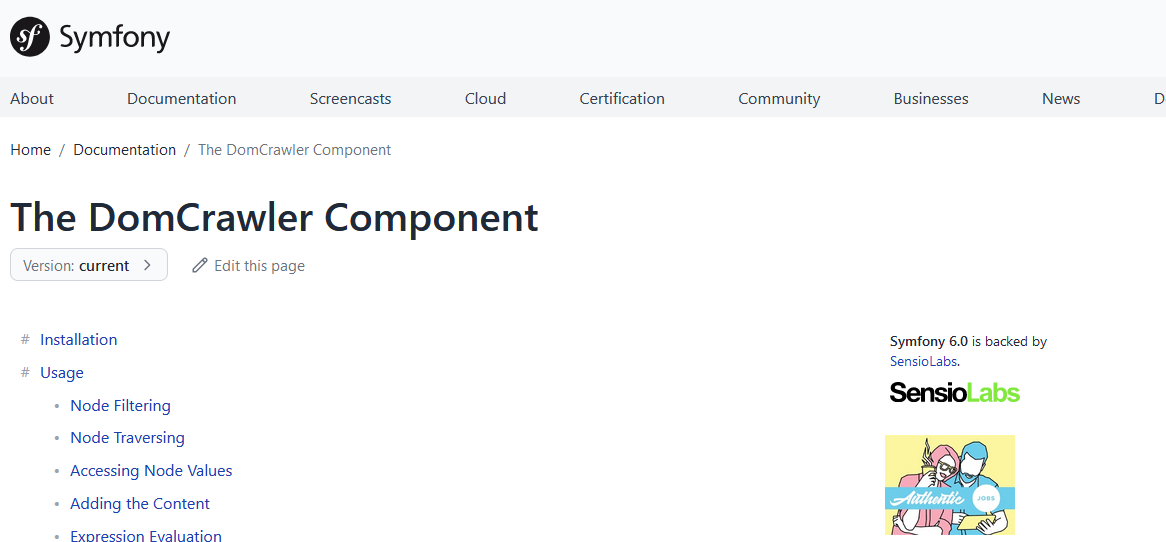 sf Symfony
About Documentation Screencasts Cloud Certification Community Businesses News D
Home / Documentation / The DomCrawler Component
The DomCrawler Component
Version: current > Edit this page
# Installation
# Usage
• Node Filtering
• Node Traversing
• Accessing Node Values
• Adding the Content
• Expression Evaluation
Symfony 6.0 is backed by
SensioLabs.
SensioLabs
Authentic JOBS